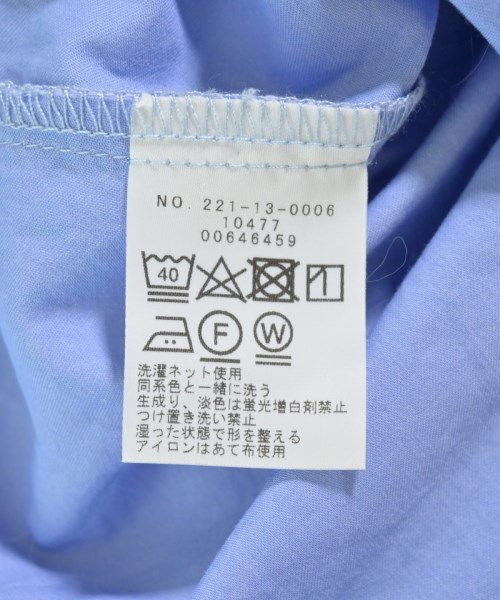 NO. 221-13-0006
10477
00646459
40
F W
洗濯ネット使用
同系色と一緒に洗う
生成り、淡色は蛍光増白剤禁止
つけ置き洗い禁止
湿った状態で形を整える
アイロンはあて布使用